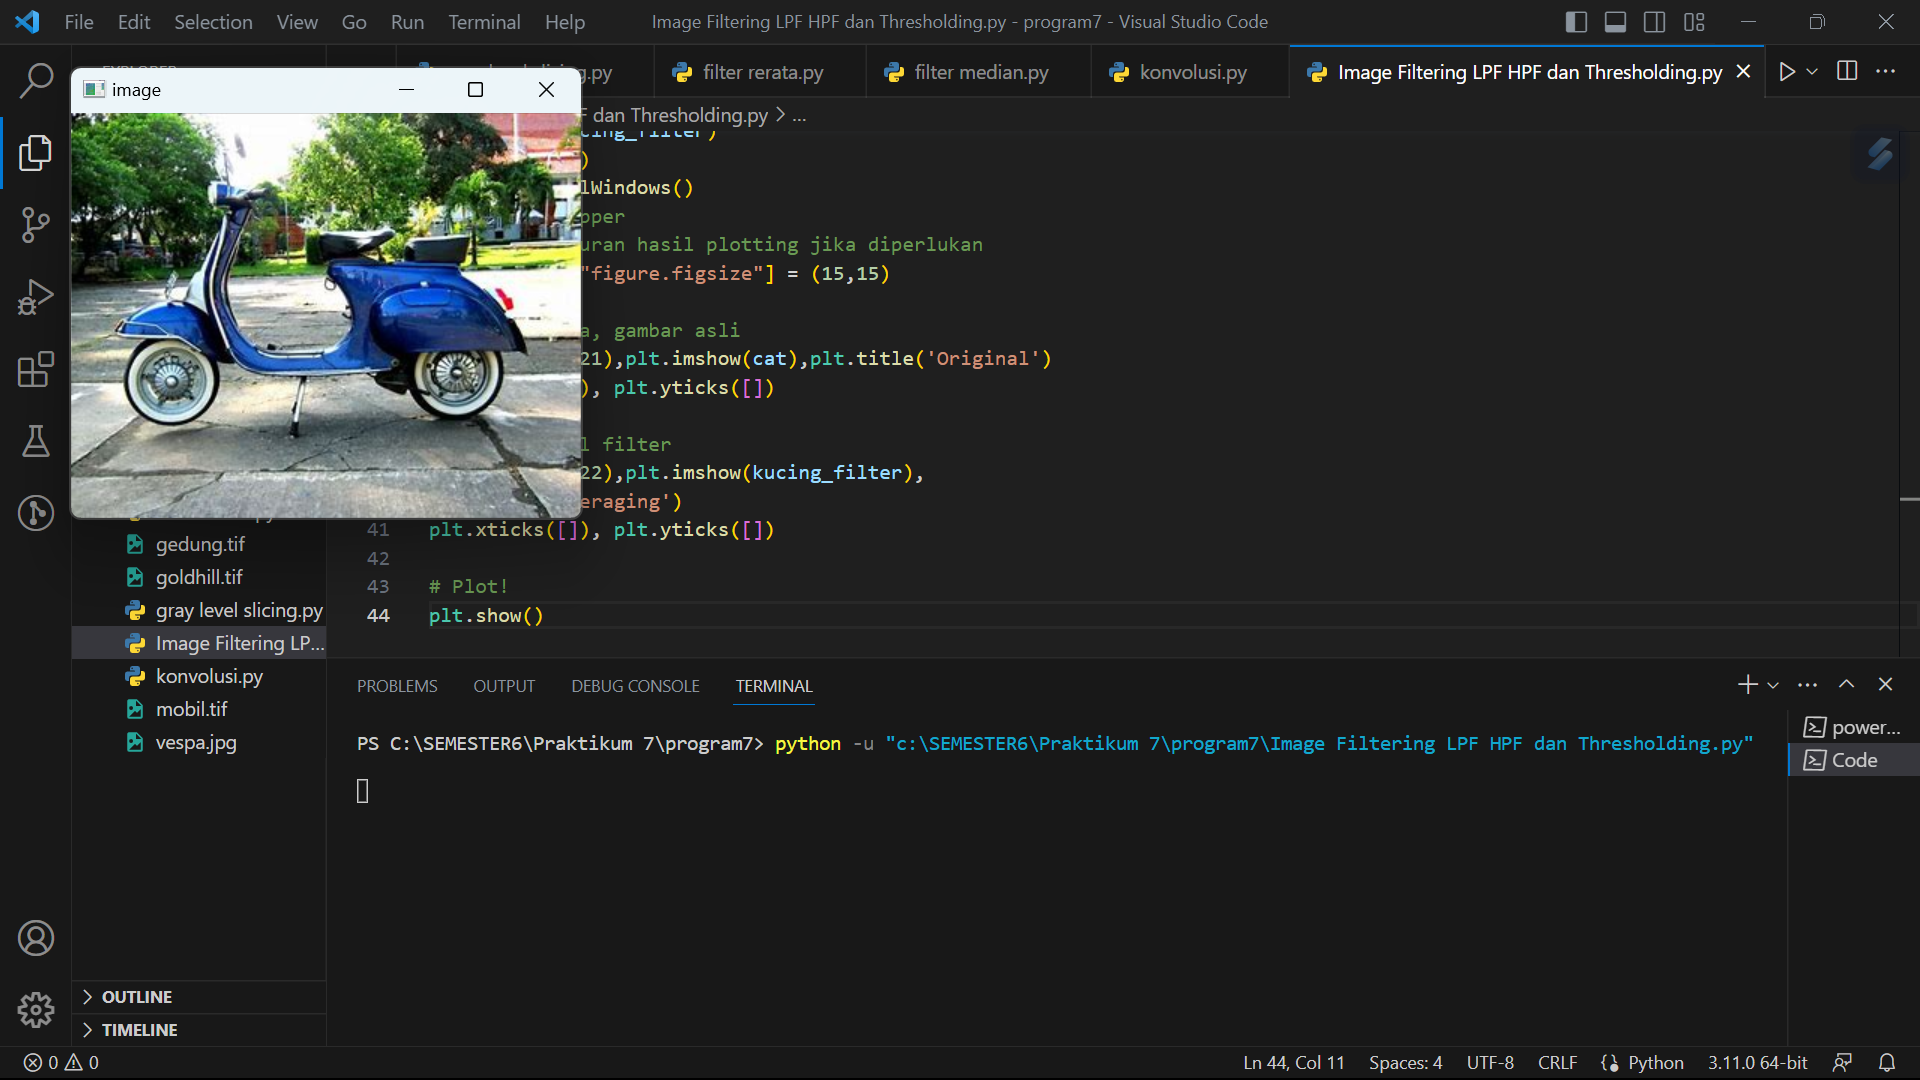 File Edit Selection View Go Run Terminal Help
Image Filtering LPF HPF dan Thresholding.py - program7 - Visual Studio Code
filter rerata.py
filter median.py
konvolusi.py
Image Filtering LPF HPF dan Thresholding.py
image
dan Thresholding.py > ...
)
lWindows()
pper
uran hasil plotting jika diperlukan
"figure.figsize"] = (15,15)
a, gambar asli
21),plt.imshow(cat),plt.title('Original')
), plt.yticks([])
l filter
22),plt.imshow(kucing_filter),
eraging')
41 plt.xticks([]), plt.yticks([])
42
43 # Plot!
44 plt.show()
gedung.tif
goldhill.tif
gray level slicing.py
Image Filtering LP...
konvolusi.py
mobil.tif
vespa.jpg
OUTLINE
TIMELINE
PROBLEMS OUTPUT DEBUG CONSOLE TERMINAL
PS C:\SEMESTER6\Praktikum 7\program7> python -u "c:\SEMESTER6\Praktikum 7\program7\Image Filtering LPF HPF dan Thresholding.py"
power...
Code
0 0
Ln 44, Col 11 Spaces: 4 UTF-8 CRLF Python 3.11.0 64-bit